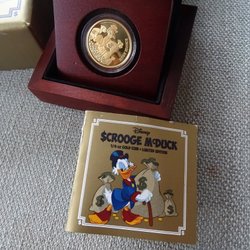 Disney
$CROOGE McDUCK
1/4 oz GOLD COIN • LIMITED EDITION